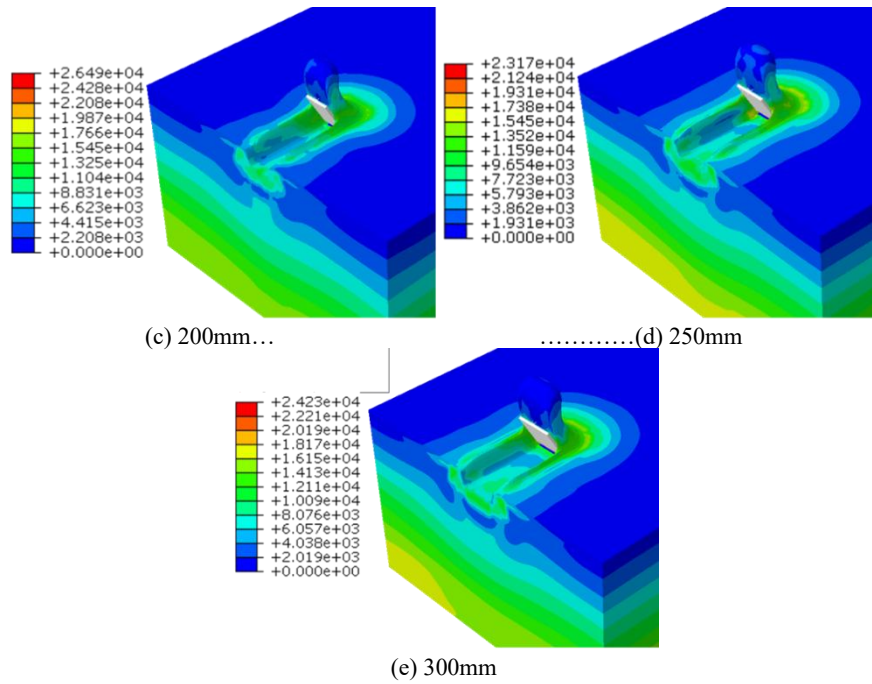 +2.649e+04
+2.428e+04
+2.208e+04
+1.987e+04
+1.766e+04
+1.545e+04
+1.325e+04
+1.104e+04
+8.831e+03
+6.623e+03
+4.415e+03
+2.208e+03
+0.000e+00
+2.317e+04
+2.124e+04
+1.931e+04
+1.738e+04
+1.545e+04
+1.352e+04
+1.159e+04
+9.654e+03
+7.723e+03
+5.793e+03
+3.862e+03
+1.931e+03
+0.000e+00
(c) 200mm… …………(d) 250mm
+2.423e+04
+2.221e+04
+2.019e+04
+1.817e+04
+1.615e+04
+1.413e+04
+1.211e+04
+1.009e+04
+8.076e+03
+6.057e+03
+4.038e+03
+2.019e+03
+0.000e+00
(e) 300mm